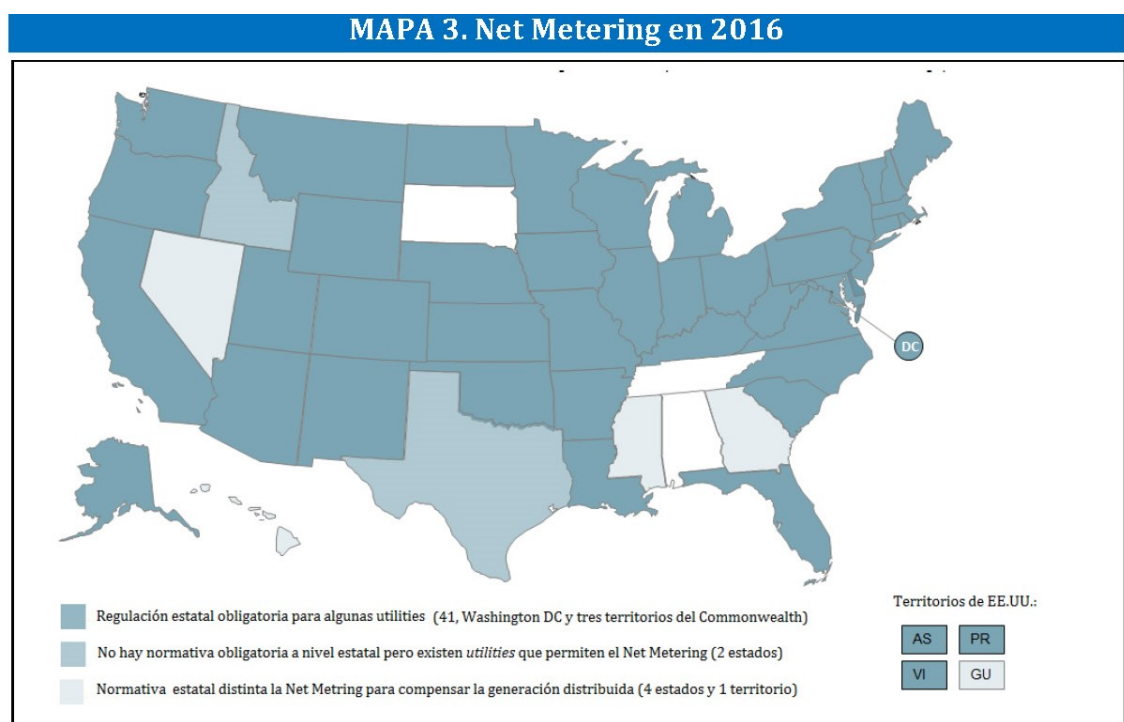 MAPA 3. Net Metering en 2016
DC
Regulación estatal obligatoria para algunas utilities (41, Washington DC y tres territorios del Commonwealth)
No hay normativa obligatoria a nivel estatal pero existen utilities que permiten el Net Metering (2 estados)
Normativa estatal distinta la Net Metring para compensar la generación distribuida (4 estados y 1 territorio)
Territorios de EE.UU.:
AS PR
VI GU